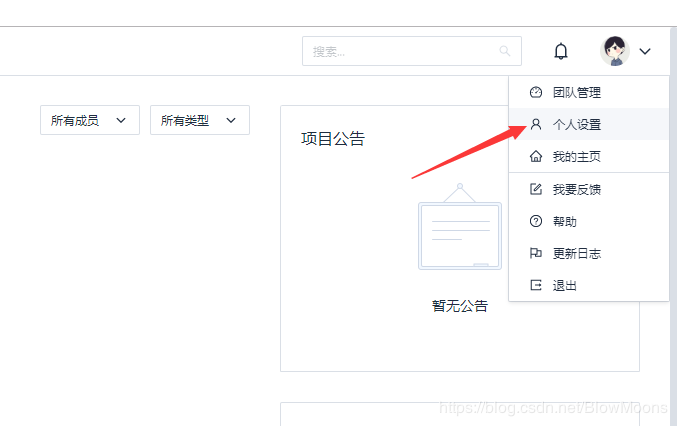 搜索...
所有成员
所有类型
项目公告
暂无公告
团队管理
个人设置
我的主页
我要反馈
帮助
更新日志
退出
https://blog.csdn.net/BlowMoons